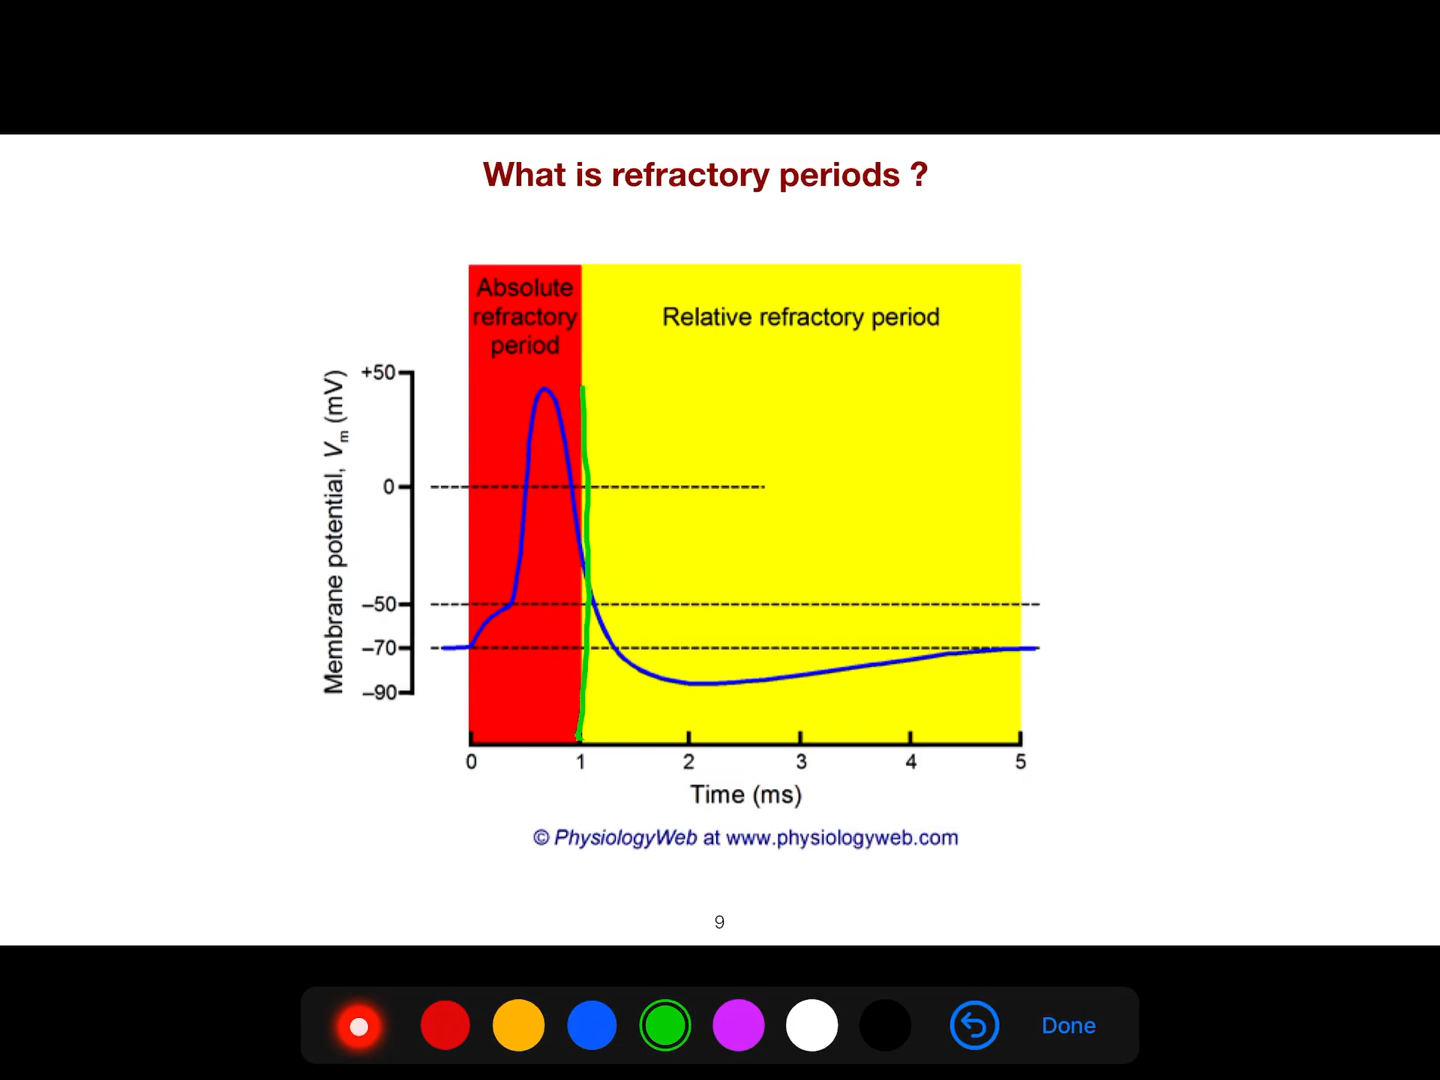 What is refractory periods ?
Absolute
refractory
period
Relative refractory period
Membrane potential, Vm (mV)
+50
0
–50
–70
–90
0 1 2 3 4 5
Time (ms)
© PhysiologyWeb at www.physiologyweb.com
9
Done